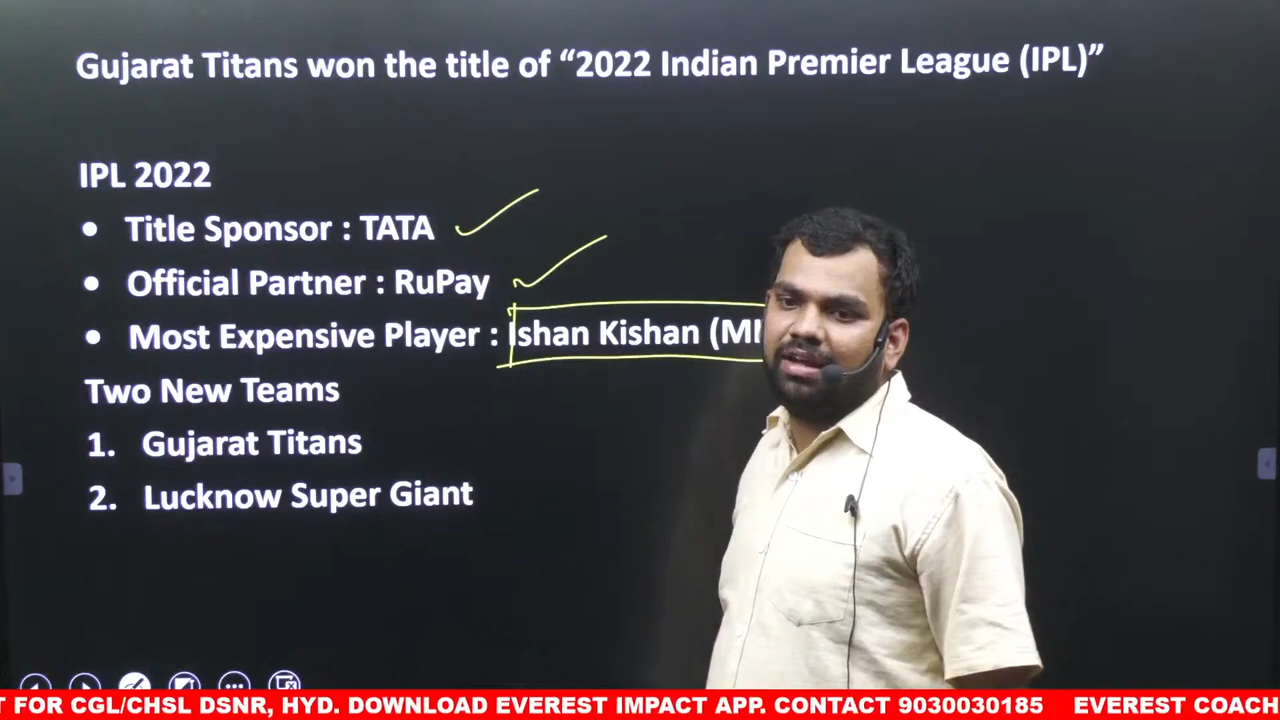 Gujarat Titans won the title of “2022 Indian Premier League (IPL)”
IPL 2022
• Title Sponsor : TATA
• Official Partner : RuPay
• Most Expensive Player : Ishan Kishan (MI
Two New Teams
1. Gujarat Titans
2. Lucknow Super Giant
T FOR CGL/CHSL DSNR, HYD. DOWNLOAD EVEREST IMPACT APP. CONTACT 9030030185 EVEREST COACH